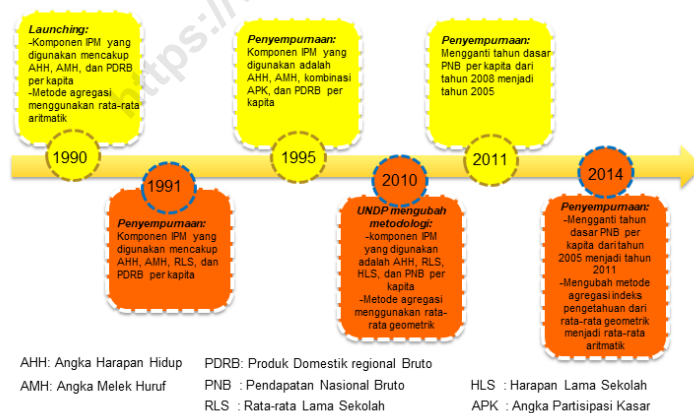 Launching:
-Komponen IPM yang
digunakan mencakup
AHH, AMH, dan PDRB
per kapita
-Metode agregasi
menggunakan rata-rata
aritmatik
1990
1991
Penyempurnaan:
Komponen IPM yang
digunakan mencakup
AHH, AMH, RLS, dan
PDRB per kapita
Penyempurnaan:
Komponen IPM yang
digunakan adalah
AHH, AMH, kombinasi
APK, dan PDRB per
kapita
1995
2010
UNDP mengubah
metodologi:
-komponen IPM
yang digunakan
adalah AHH, RLS,
HLS, dan PNB per
kapita
-Metode agregasi
menggunakan rata-
rata geometrik
Penyempurnaan:
Mengganti tahun dasar
PNB per kapita dari
tahun 2008 menjadi
tahun 2005
2011
2014
Penyempurnaan:
-Mengganti tahun
dasar PNB per
kapita dari tahun
2005 menjadi tahun
2011
-Mengubah metode
agregasi indeks
pengetahuan dari
rata-rata geometrik
menjadi rata-rata
aritmatik
AHH: Angka Harapan Hidup
AMH: Angka Melek Huruf
PDRB: Produk Domestik regional Bruto
PNB : Pendapatan Nasional Bruto
RLS : Rata-rata Lama Sekolah
HLS : Harapan Lama Sekolah
APK : Angka Partisipasi Kasar
https://